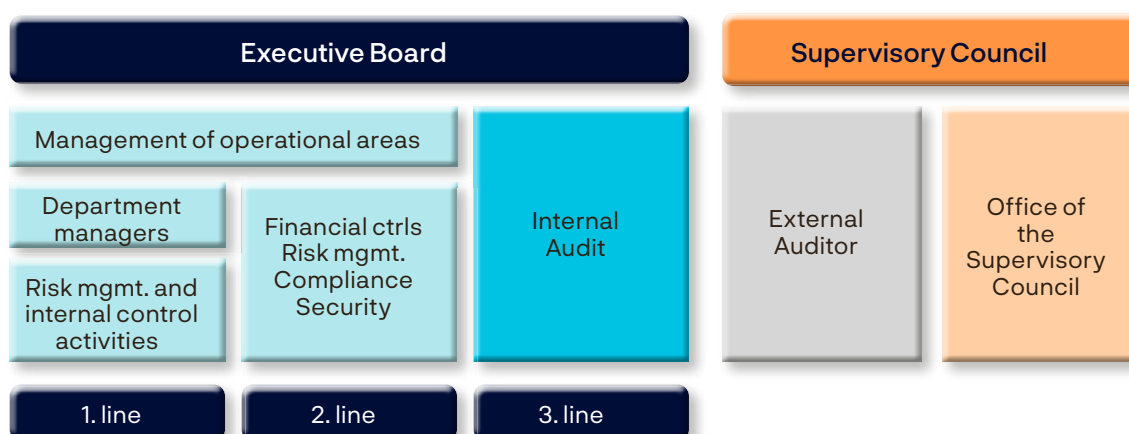 Executive Board
Supervisory Council
Management of operational areas
Department
managers
Risk mgmt. and
internal control
activities
Financial ctrls
Risk mgmt.
Compliance
Security
Internal
Audit
External
Auditor
Office of
the
Supervisory
Council
1. line
2. line
3. line